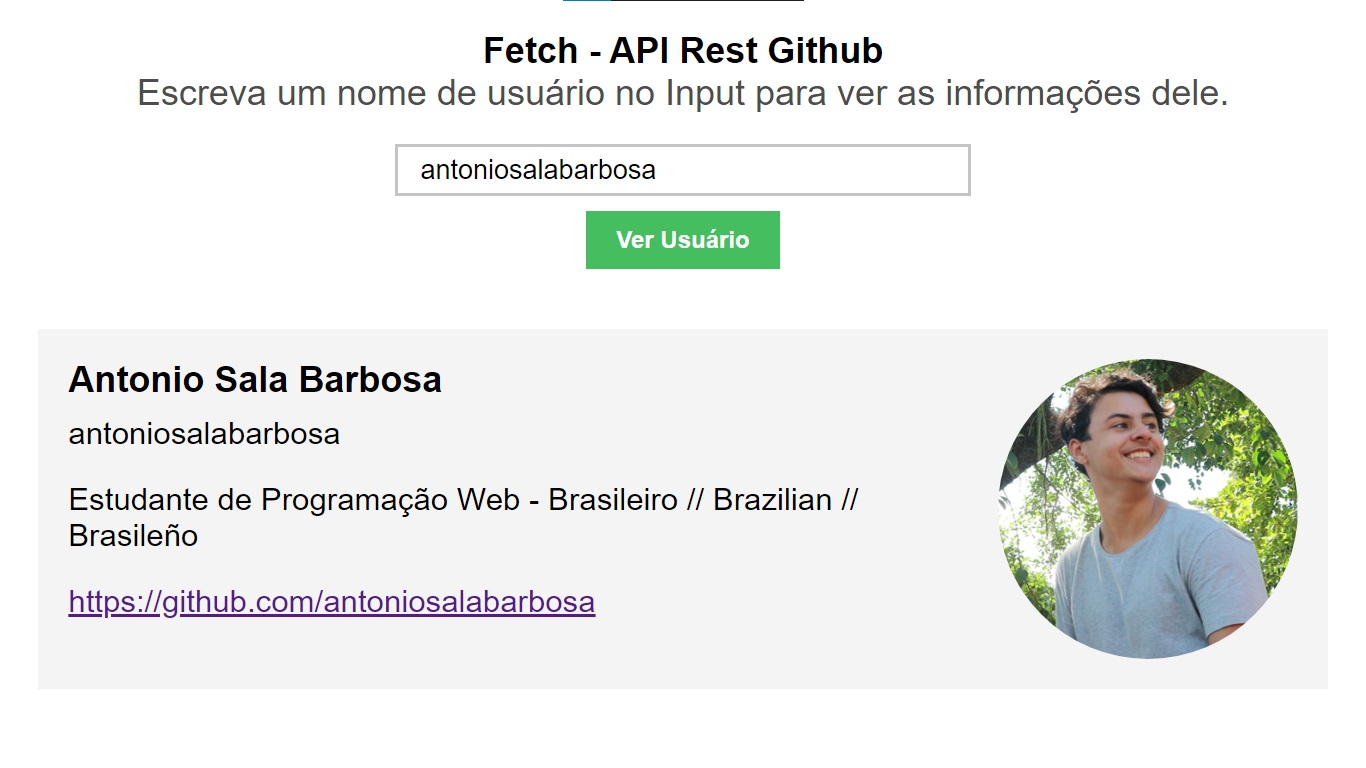 Fetch - API Rest Github
Escreva um nome de usuário no Input para ver as informações dele.
antoniosalabarbosa
Ver Usuário
Antonio Sala Barbosa
antoniosalabarbosa
Estudante de Programação Web - Brasileiro // Brazilian //
Brasileño
https://github.com/antoniosalabarbosa